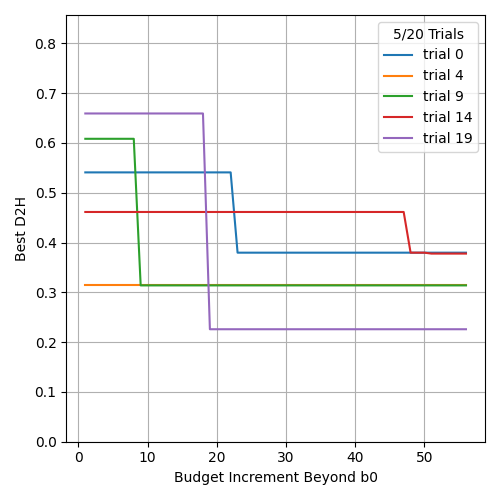 5/20 Trials
trial 0
trial 4
trial 9
trial 14
trial 19
Best D2H
0.8
0.7
0.6
0.5
0.4
0.3
0.2
0.1
0.0
0 10 20 30 40 50
Budget Increment Beyond b0